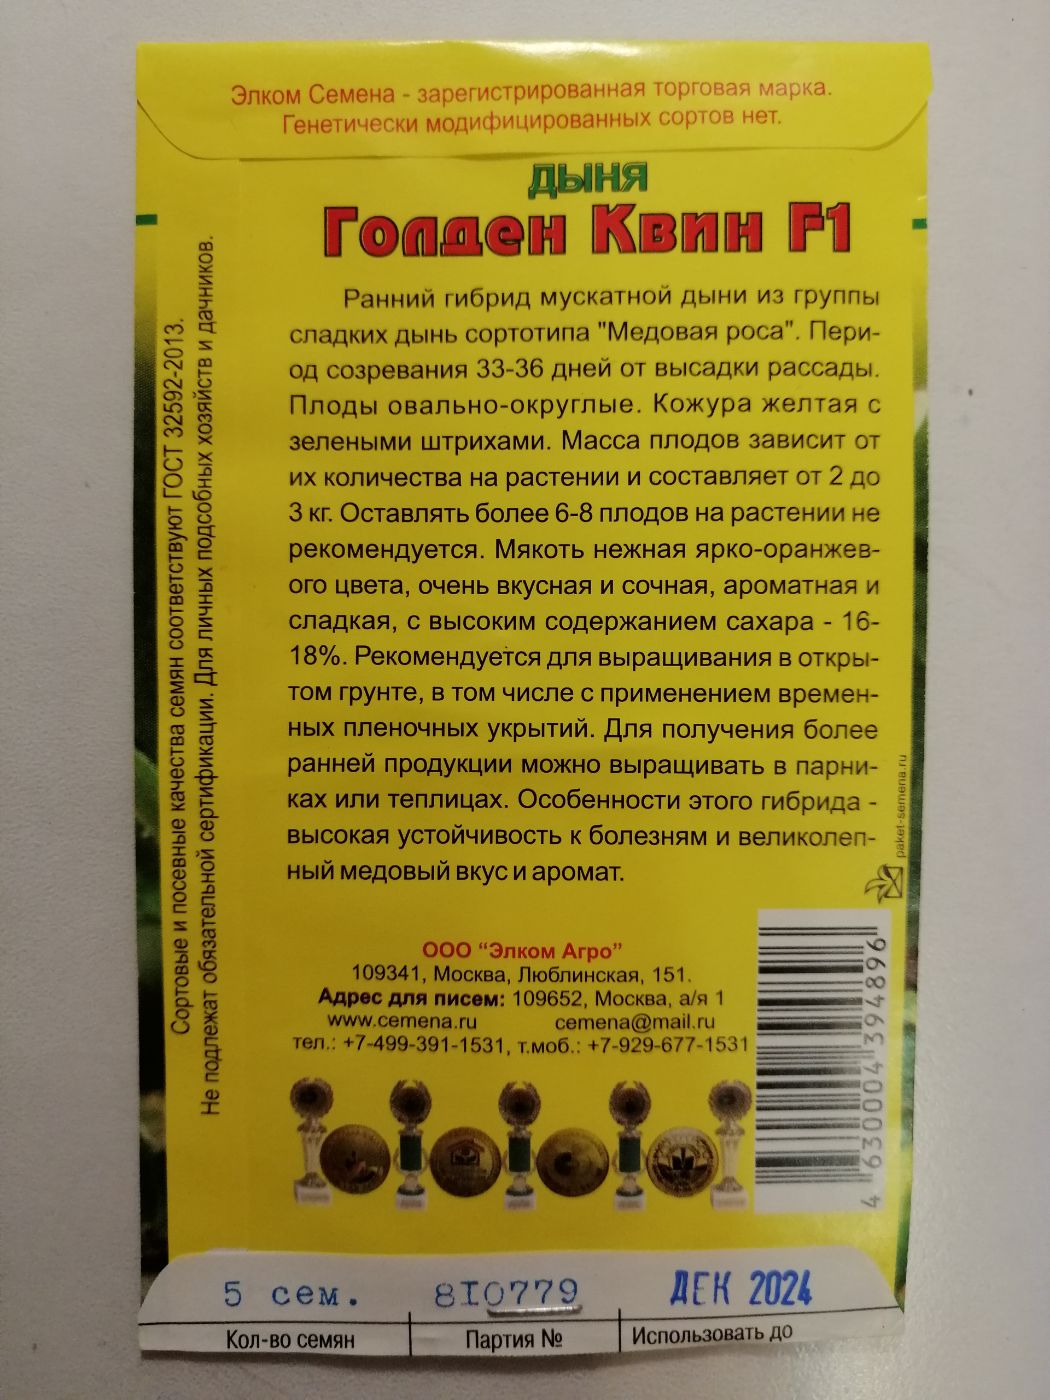 Элком Семена - зарегистрированная торговая марка.
Генетически модифицированных сортов нет.
ДЫНЯ
Голден Квин F1
Ранний гибрид мускатной дыни из группы
сладких дынь сортотипа "Медовая роса". Пери-
од созревания 33-36 дней от высадки рассады.
Плоды овально-округлые. Кожура желтая с
зелеными штрихами. Масса плодов зависит от
их количества на растении и составляет от 2 до
3 кг. Оставлять более 6-8 плодов на растении не
рекомендуется. Мякоть нежная ярко-оранжев-
ого цвета, очень вкусная и сочная, ароматная и
сладкая, с высоким содержанием сахара - 16-
18%. Рекомендуется для выращивания в откры-
том грунте, в том числе с применением времен-
ных пленочных укрытий. Для получения более
ранней продукции можно выращивать в парни-
ках или теплицах. Особенности этого гибрида -
высокая устойчивость к болезням и великолеп-
ный медовый вкус и аромат.
Сортовые и посевные качества семян соответствуют ГОСТ 32592-2013.
Не подлежат обязательной сертификации. Для личных подсобных хозяйств и дачников.
paket-semena.ru
ООО “Элком Агро”
109341, Москва, Люблинская, 151.
Адрес для писем: 109652, Москва, а/я 1
www.cemena.ru cemena@mail.ru
тел.: +7-499-391-1531, т.моб.: +7-929-677-1531
4 630004 394896
5 сем. 8I0779 ДЕК 2024
Кол-во семян Партия № Использовать до